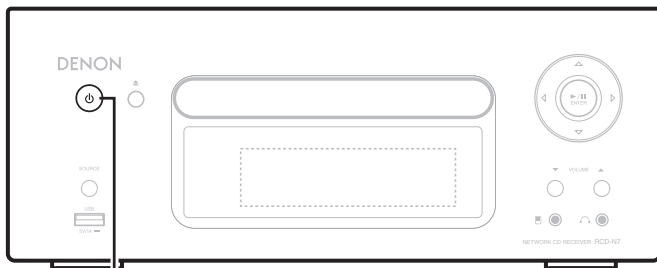 DENON
ENTER
SOURCE
VOLUME
USB
5V/1A
NETWORK CD RECEIVER RCD-N7